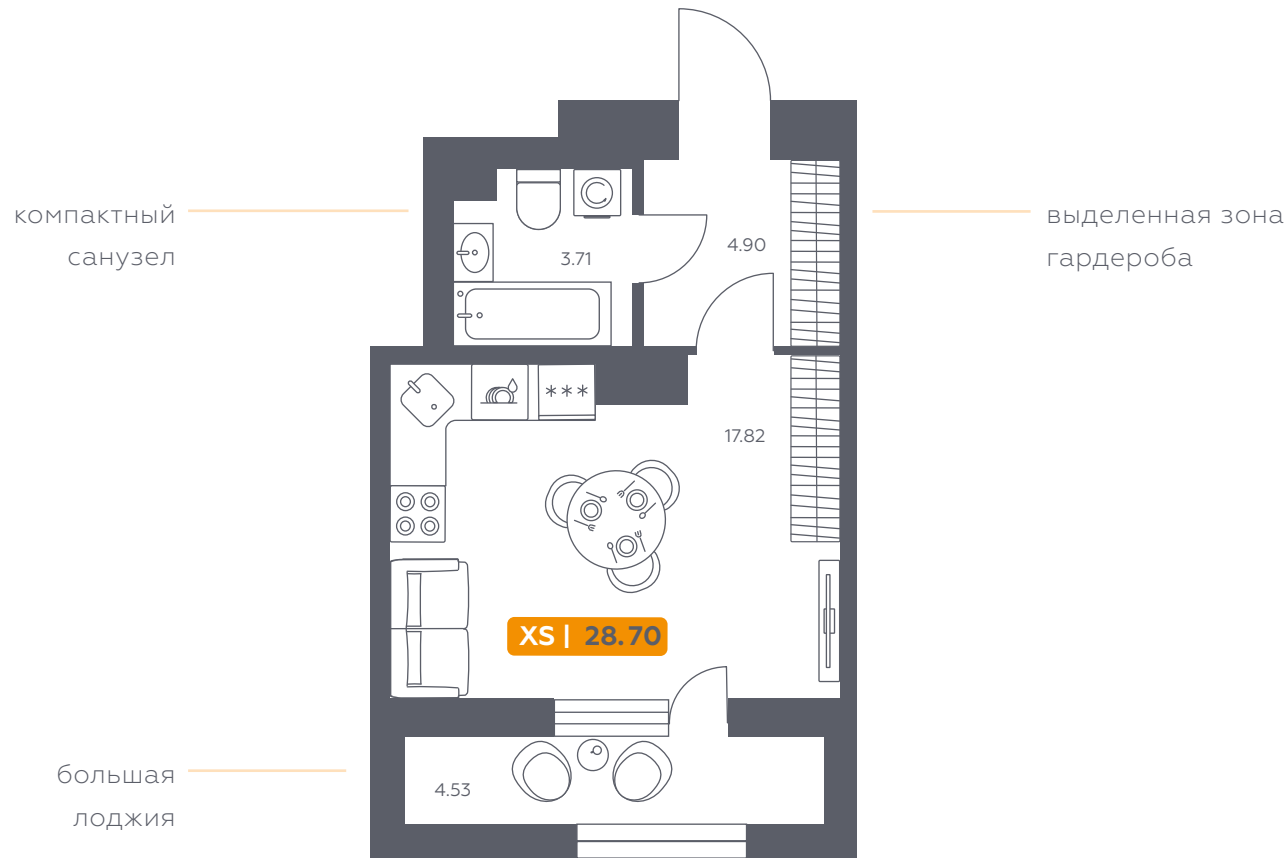 компактный
санузел
выделенная зона
гардероба
3.71
4.90
***
17.82
XS | 28.70
большая
лоджия
4.53